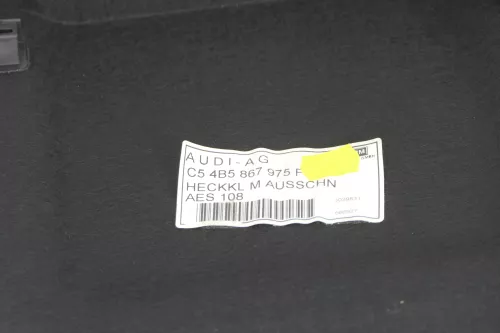 AUDI-AG
C5 4B5 867 975 F
HECKKL M AUSSCHN
AES 108